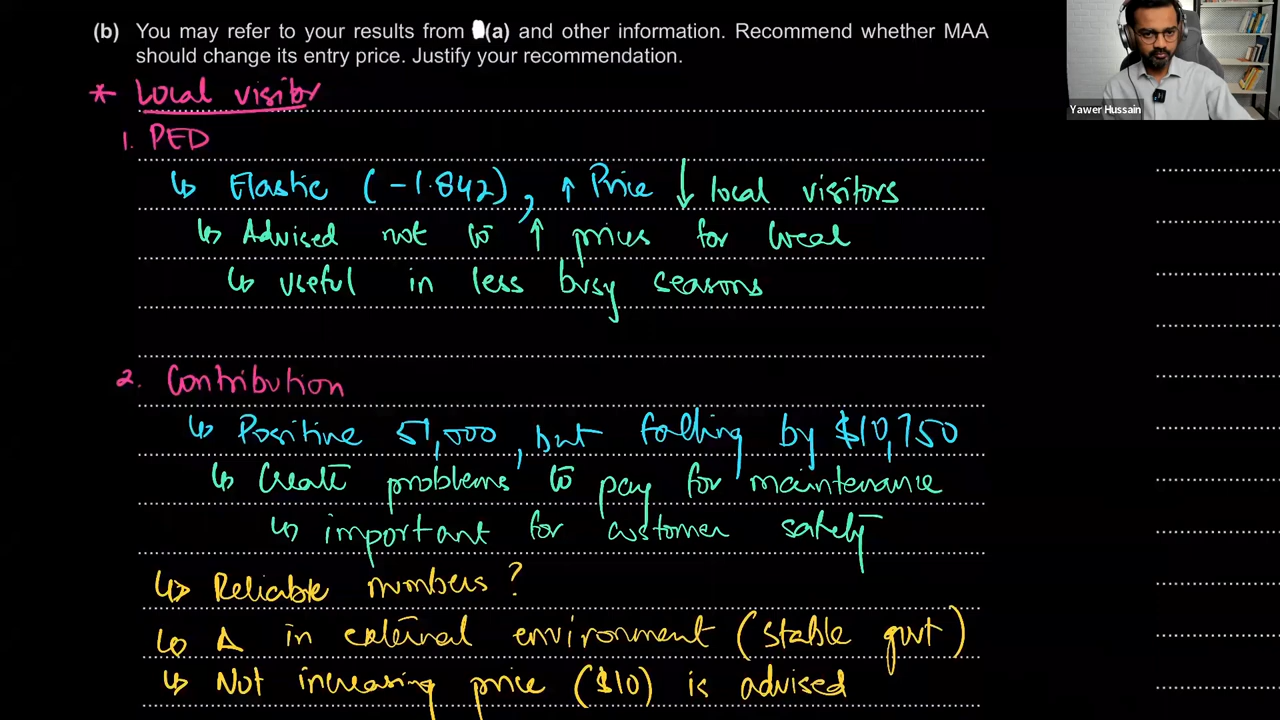 (b) You may refer to your results from (a) and other information. Recommend whether MAA
should change its entry price. Justify your recommendation.
* Local visitor
1. PED
↳ Elastic (-1.842), ↑ Price ↓ local visitors
↳ Advised not to ↑ prices for local
↳ Useful in less busy seasons
2. Contribution
↳ Positive 51,000, but falling by $10,750
↳ Create problems to pay for maintenance
↳ important for customer safety
↳ Reliable numbers?
↳ Δ in external environment (stable govt)
↳ Not increasing price ($10) is advised
Yawer Hussain